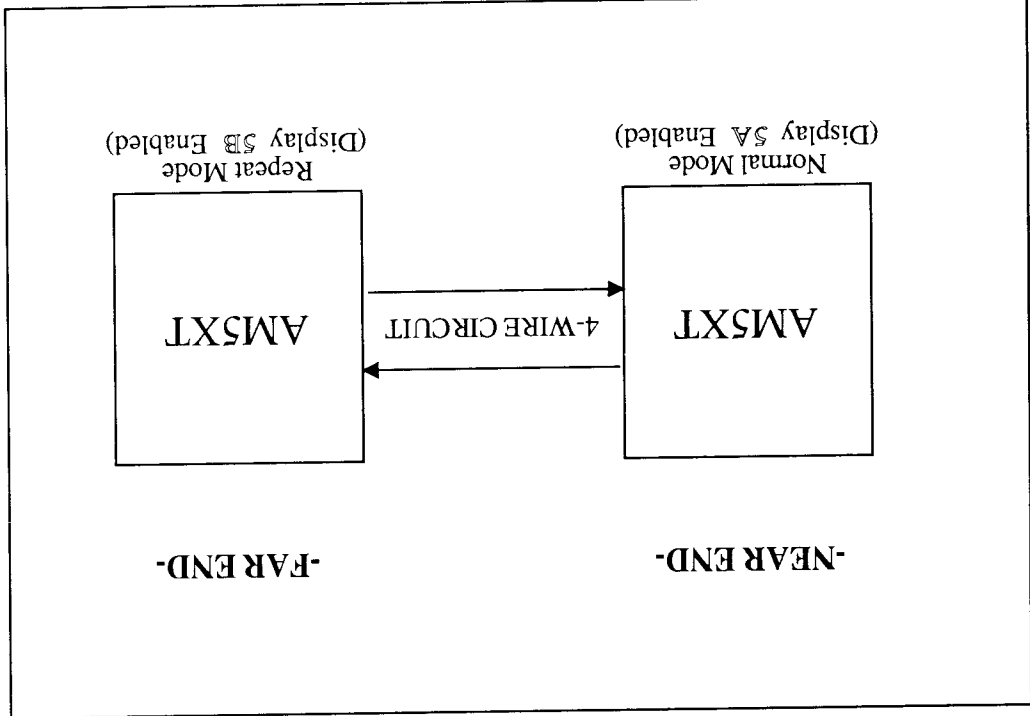 -NEAR END-
-FAR END-
AM5XT
4-WIRE CIRCUIT
AM5XT
Normal Mode
(Display 5A Enabled)
Repeat Mode
(Display 5B Enabled)